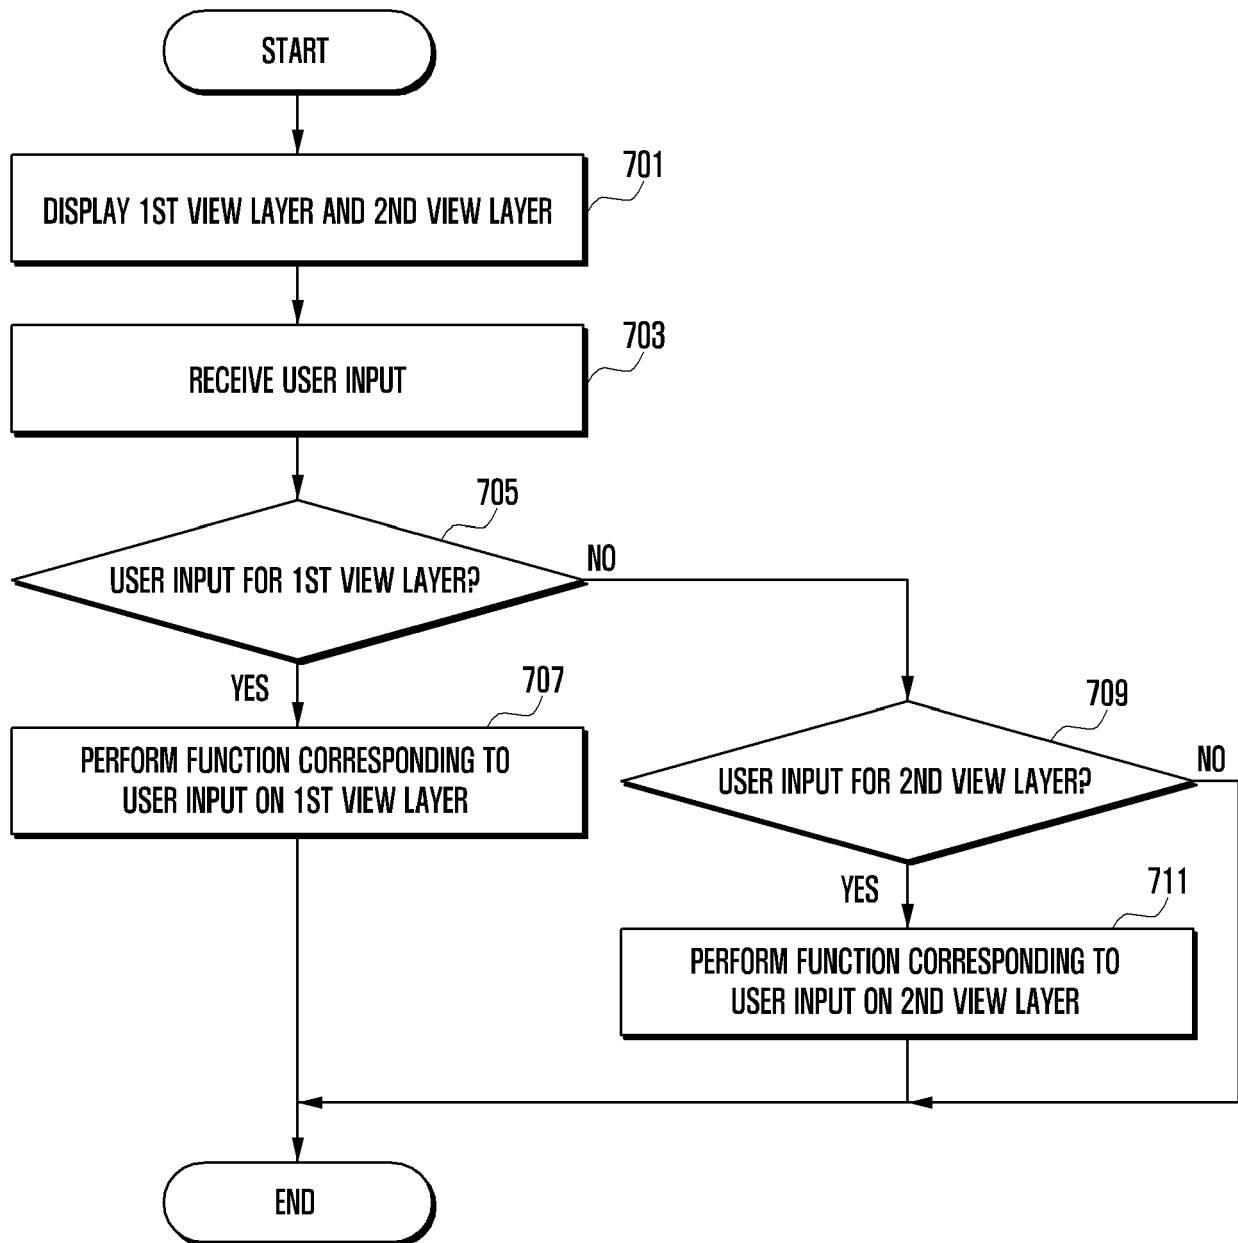 START
701
DISPLAY 1ST VIEW LAYER AND 2ND VIEW LAYER
703
RECEIVE USER INPUT
705
USER INPUT FOR 1ST VIEW LAYER?
NO
YES
707
PERFORM FUNCTION CORRESPONDING TO
USER INPUT ON 1ST VIEW LAYER
709
USER INPUT FOR 2ND VIEW LAYER?
NO
YES
711
PERFORM FUNCTION CORRESPONDING TO
USER INPUT ON 2ND VIEW LAYER
END